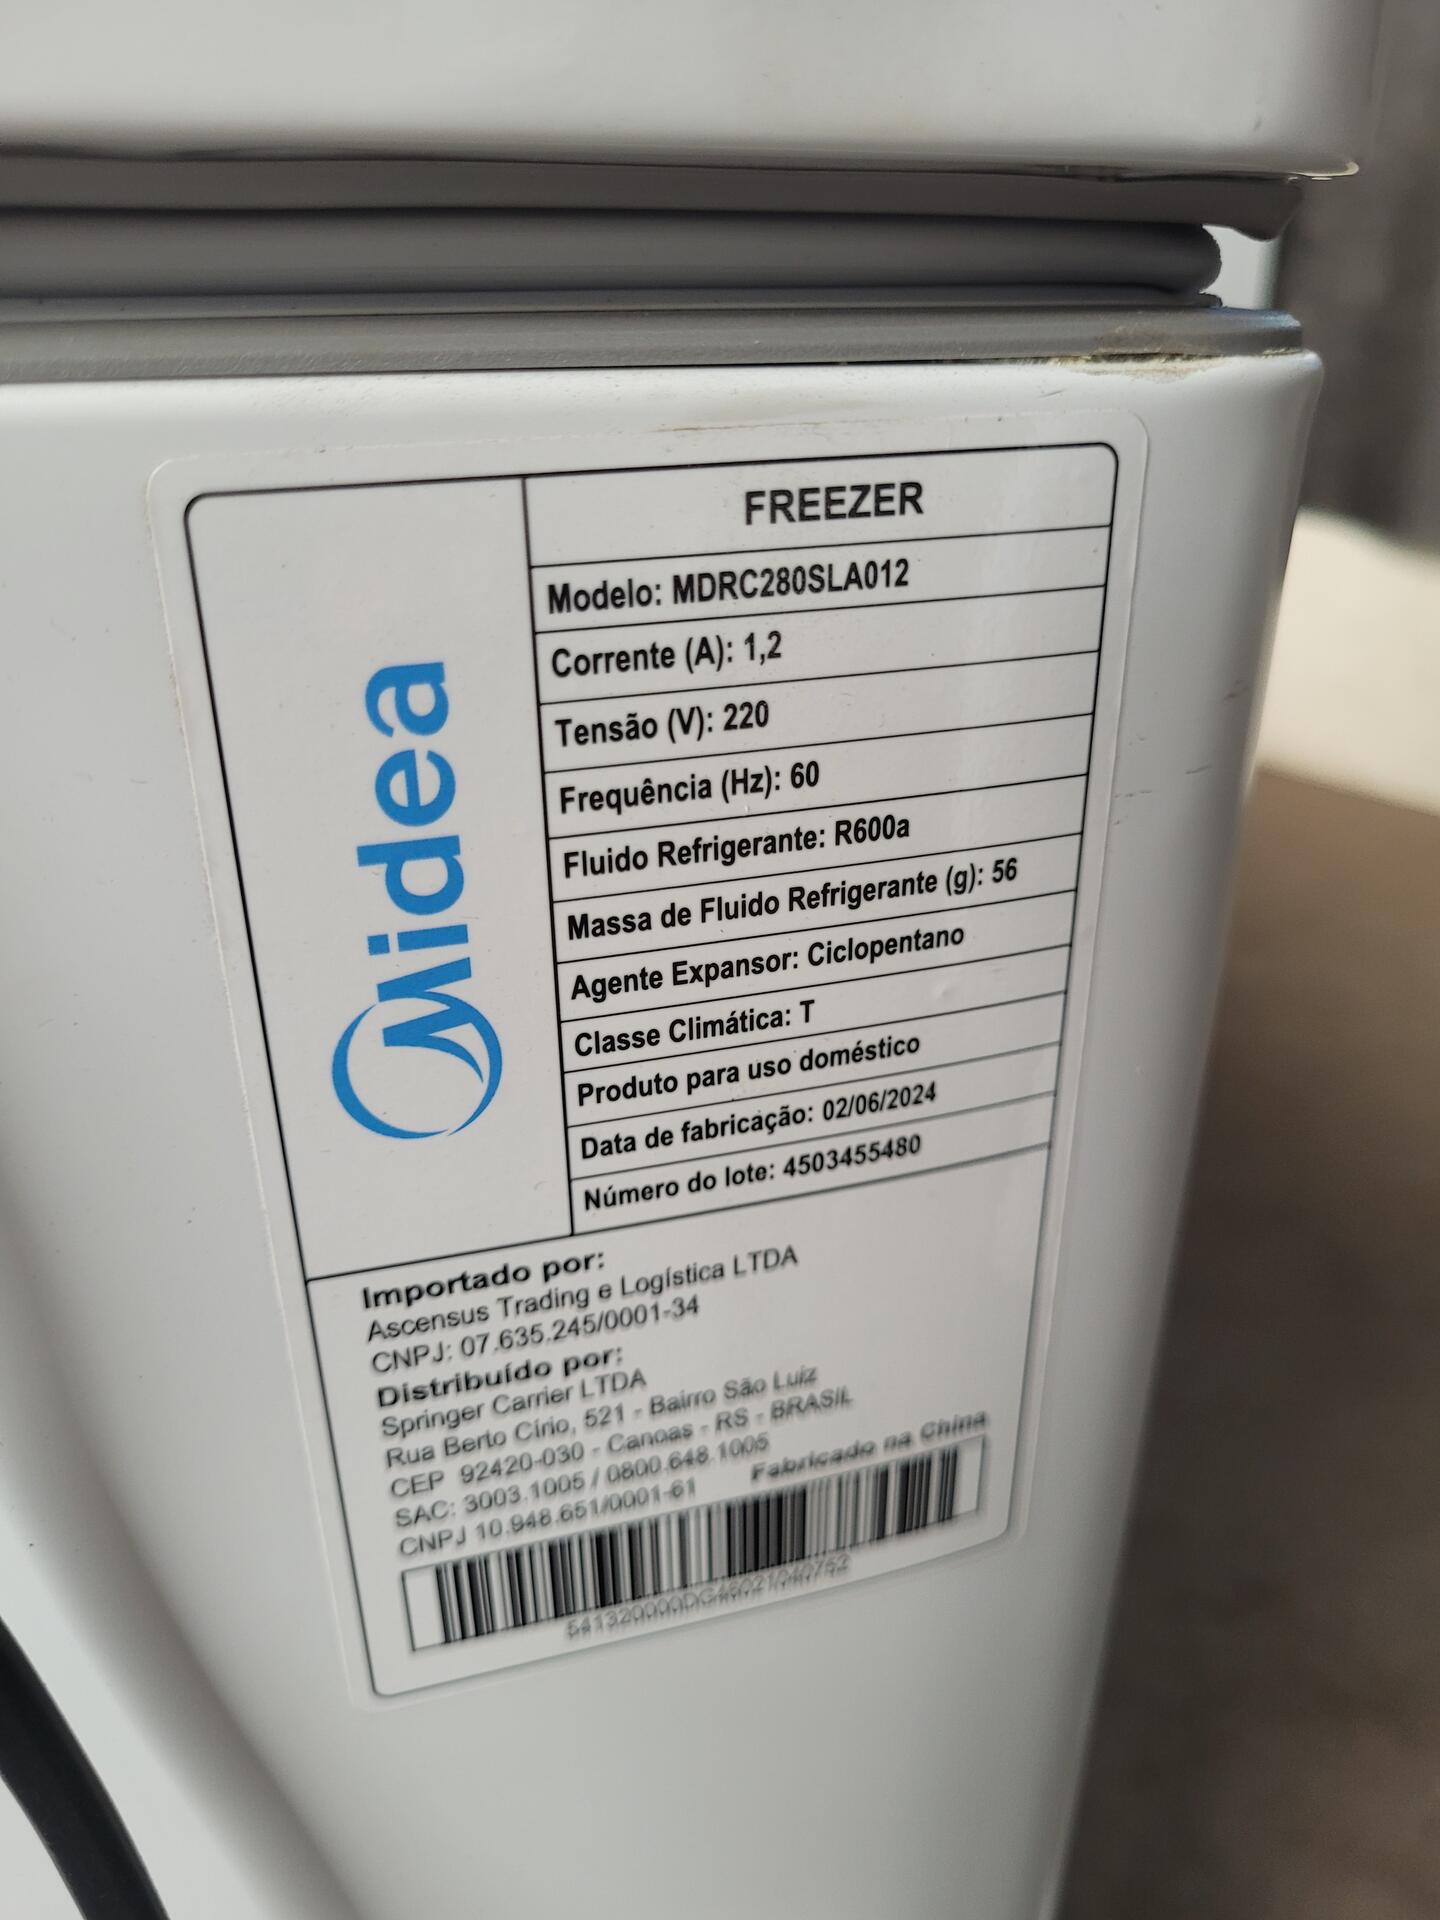 Midea
FREEZER
Modelo: MDRC280SLA012
Corrente (A): 1,2
Tensão (V): 220
Frequência (Hz): 60
Fluido Refrigerante: R600a
Massa de Fluido Refrigerante (g): 56
Agente Expansor: Ciclopentano
Classe Climática: T
Produto para uso doméstico
Data de fabricação: 02/06/2024
Número do lote: 4503455480
Importado por:
Ascensus Trading e Logística LTDA
CNPJ: 07.635.245/0001-34
Distribuído por:
Springer Carrier LTDA
Rua Berto Círio, 521 - Bairro São Luiz
CEP 92420-030 - Canoas - RS - BRASIL
SAC: 3003.1005 / 0800.648.1005
CNPJ 10.948.651/0001-61
Fabricado na China